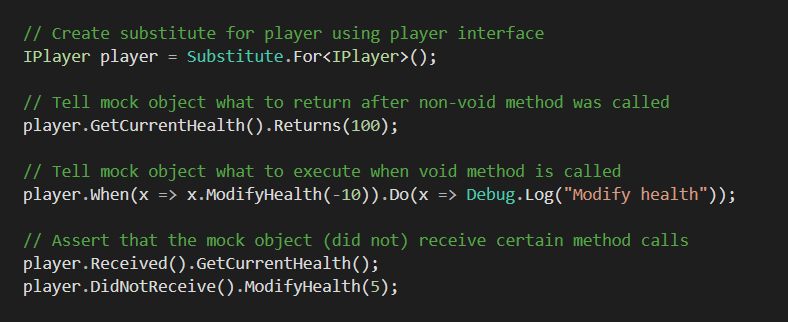 // Create substitute for player using player interface
IPlayer player = Substitute.For<IPlayer>();
// Tell mock object what to return after non-void method was called
player.GetCurrentHealth().Returns(100);
// Tell mock object what to execute when void method is called
player.When(x => x.ModifyHealth(-10)).Do(x => Debug.Log("Modify health"));
// Assert that the mock object (did not) receive certain method calls
player.Received().GetCurrentHealth();
player.DidNotReceive().ModifyHealth(5);